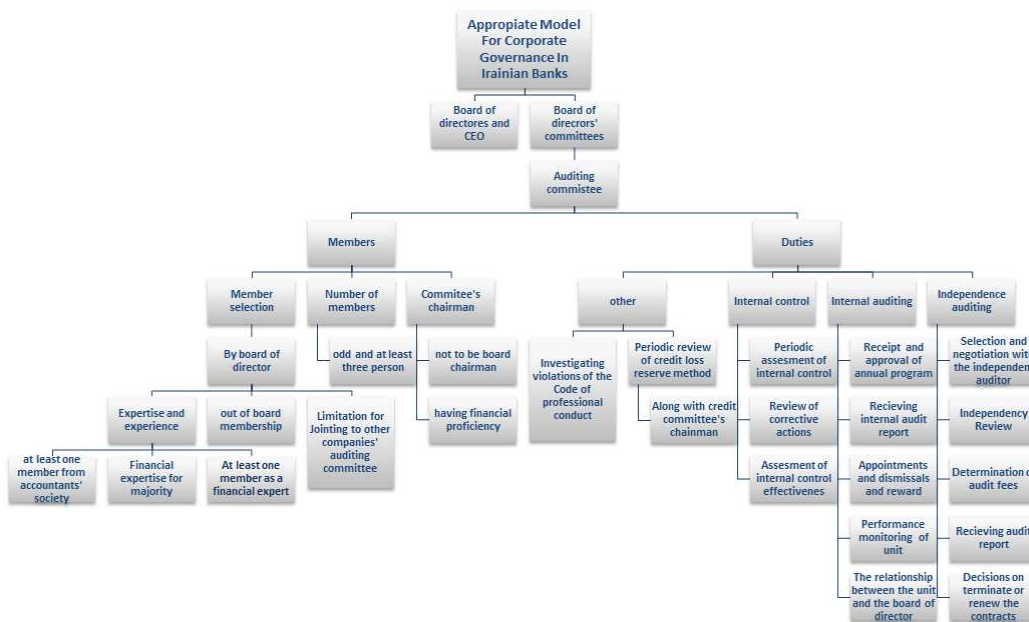 Appropiate Model
For Corporate
Governance In
Irainian Banks
Board of
directores and
CEO
Board of
direcrors'
committees
Auditing
commistee
Members
Duties
Member
selection
Number of
members
Commitee's
chairman
other
Internal control
Internal auditing
Independence
auditing
By board of
director
odd and at least
three person
not to be board
chairman
Investigating
violations of the
Code of
professional
conduct
Periodic review
of credit loss
reserve method
Periodic
assesment of
internal control
Receipt and
approval of
annual program
Selection and
negotiation with
the independent
auditor
Expertise and
experience
out of board
membership
Limitation for
Jointing to other
companies'
auditing
committee
having financial
proficiency
Along with credit
committee's
chainman
Review of
corrective
actions
Recieving
internal audit
report
Independency
Review
at least one
member from
accountants'
society
Financial
expertise for
majority
At least one
member as a
financial expert
Assesment of
internal control
effectivenes
Appointments
and dismissals
and reward
Determination o
audit fees
Performance
monitoring of
unit
Recieving audit
report
The relationship
between the unit
and the board of
director
Decisions on
terminate or
renew the
contracts